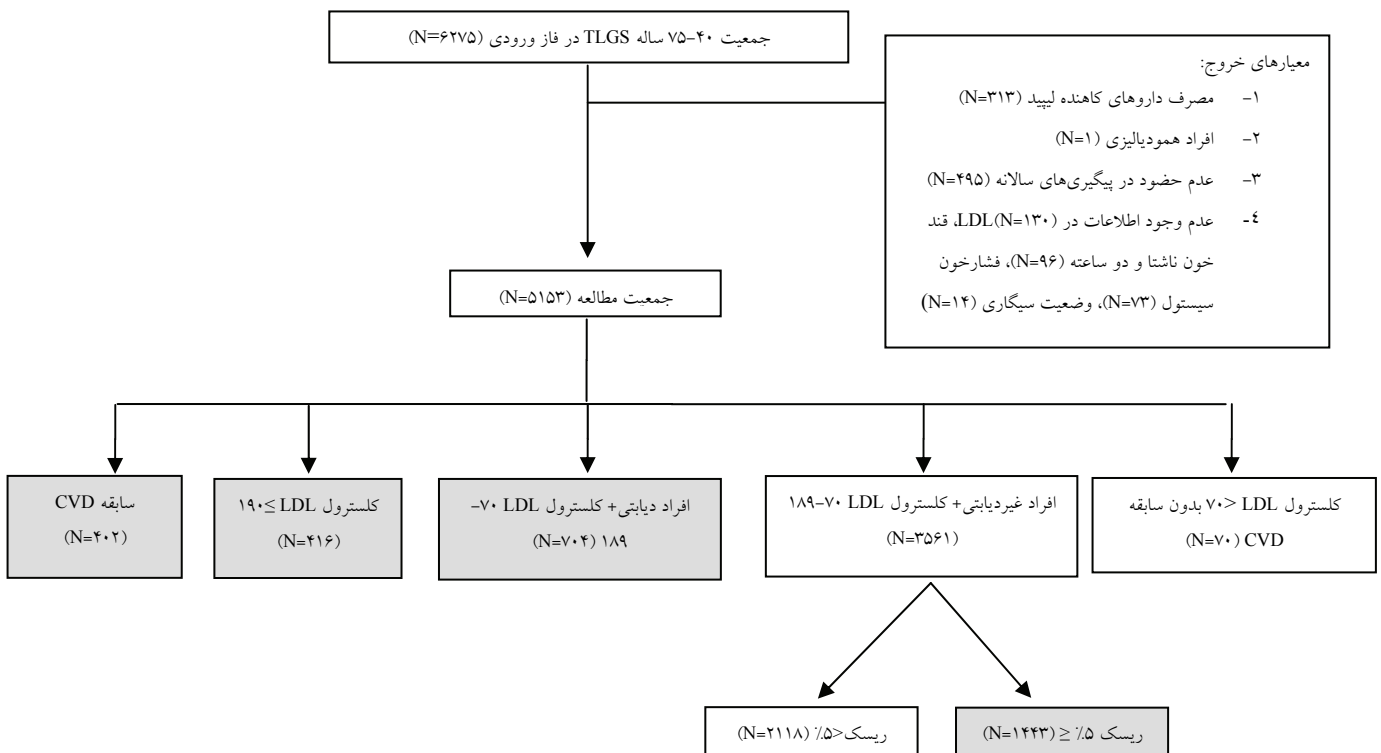 جمعیت ۴۰-۷۵ ساله TLGS در فاز ورودی (N=۶۲۷۵)
معیارهای خروج:
۱- مصرف داروهای کاهنده لیپید (N=۳۱۳)
۲- افراد همودیالیزی (N=۱)
۳- عدم حضود در پیگیری‌های سالانه (N=۴۹۵)
٤- عدم وجود اطلاعات در LDL(N=۱۳۰)، قند
خون ناشتا و دو ساعته (N=۹۶)، فشارخون
سیستول (N=۷۳)، وضعیت سیگاری (N=۱۴)
جمعیت مطالعه (N=۵۱۵۳)
کلسترول LDL <۷۰ بدون سابقه
CVD (N=۷۰)
افراد غیردیابتی+ کلسترول LDL ۷۰-۱۸۹
(N=۳۵۶۱)
افراد دیابتی+ کلسترول LDL ۷۰-
۱۸۹ (N=۷۰۴)
کلسترول LDL ≥۱۹۰
(N=۴۱۶)
سابقه CVD
(N=۴۰۲)
ریسک ۵٪ ≤ (N=۱۴۴۳)
ریسک<۵٪ (N=۲۱۱۸)